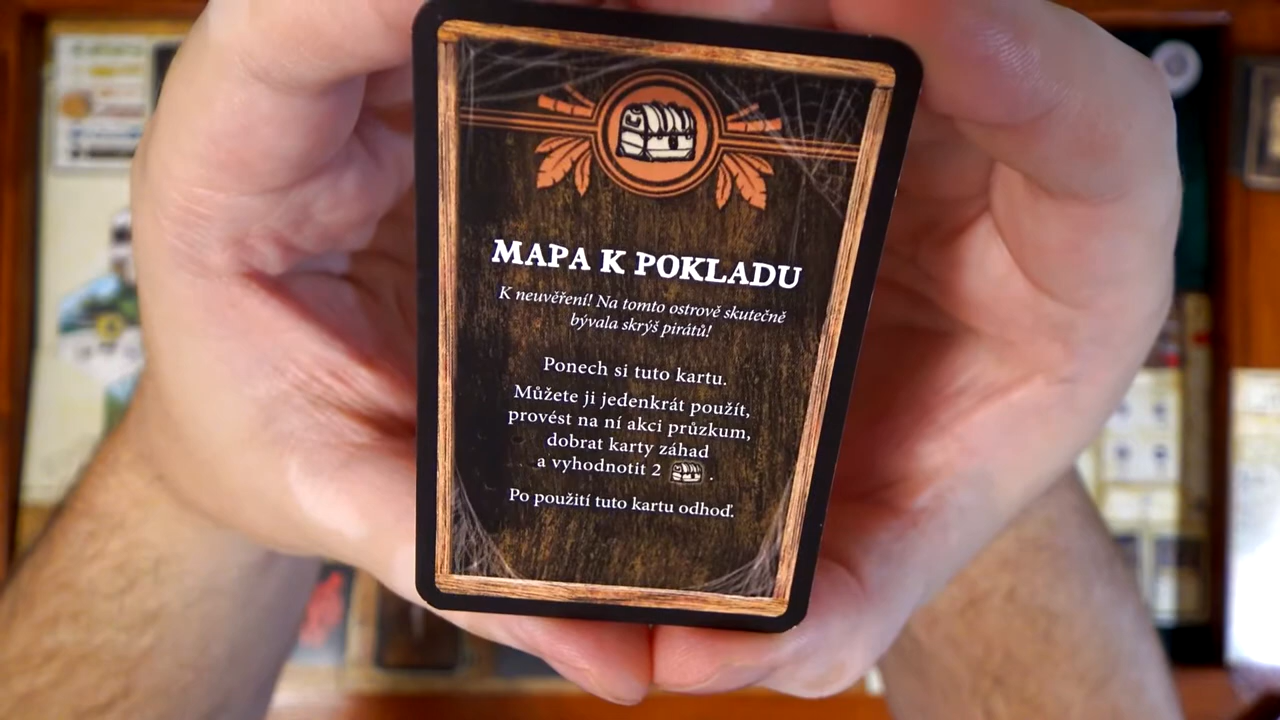 MAPA K POKLADU
K neuvěření! Na tomto ostrově skutečně
bývala skrýš pirátů!
Ponech si tuto kartu.
Můžete ji jedenkrát použít,
provést na ní akci průzkum,
dobrat karty záhad
a vyhodnotit 2 .
Po použití tuto kartu odhoď.